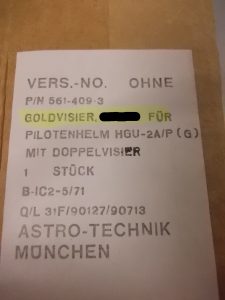 VERS.-NO. OHNE
P/N 561-409-3
GOLDVISIER, FÜR
PILOTENHELM HGU-2A/P (G)
MIT DOPPELVISIER
1 STÜCK
B-IC2-5/71
Q/L 31F/90127/90713
ASTRO-TECHNIK
MÜNCHEN